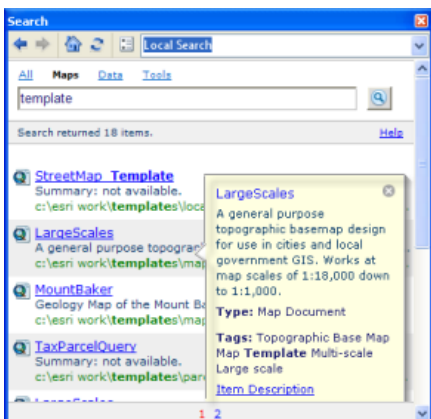 Search
Local Search
All Maps Data Tools
template
Search returned 18 items. Help
StreetMap Template
Summary: not available.
c:\esri work\templates\loca
LargeScales
A general purpose topograp
c:\esri work\templates\map
MountBaker
Geology Map of the Mount Ba
c:\esri work\templates\map
TaxParcelQuery
Summary: not available.
c:\esri work\templates\parc
LargeScales
A general purpose
topographic basemap design
for use in cities and local
government GIS. Works at
map scales of 1:18,000 down
to 1:1,000.
Type: Map Document
Tags: Topographic Base Map
Map Template Multi-scale
Large scale
Item Description
1 2